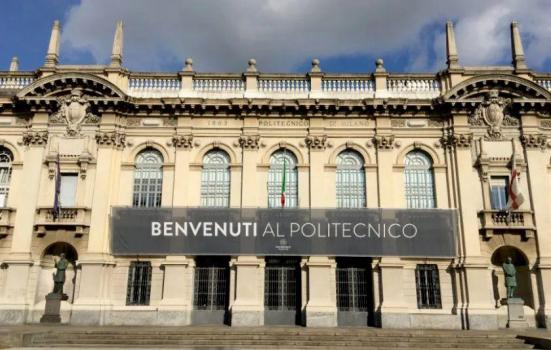 1863 POLITECNICO DI MILANO
BENVENUTI AL POLITECNICO